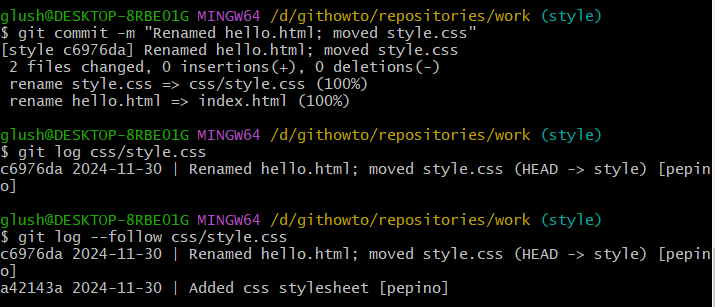 glush@DESKTOP-8RBE01G MINGW64 /d/githowto/repositories/work (style)
$ git commit -m "Renamed hello.html; moved style.css"
[style c6976da] Renamed hello.html; moved style.css
 2 files changed, 0 insertions(+), 0 deletions(-)
 rename style.css => css/style.css (100%)
 rename hello.html => index.html (100%)
glush@DESKTOP-8RBE01G MINGW64 /d/githowto/repositories/work (style)
$ git log css/style.css
c6976da 2024-11-30 | Renamed hello.html; moved style.css (HEAD -> style) [pepin
o]
glush@DESKTOP-8RBE01G MINGW64 /d/githowto/repositories/work (style)
$ git log --follow css/style.css
c6976da 2024-11-30 | Renamed hello.html; moved style.css (HEAD -> style) [pepin
o]
a42143a 2024-11-30 | Added css stylesheet [pepino]